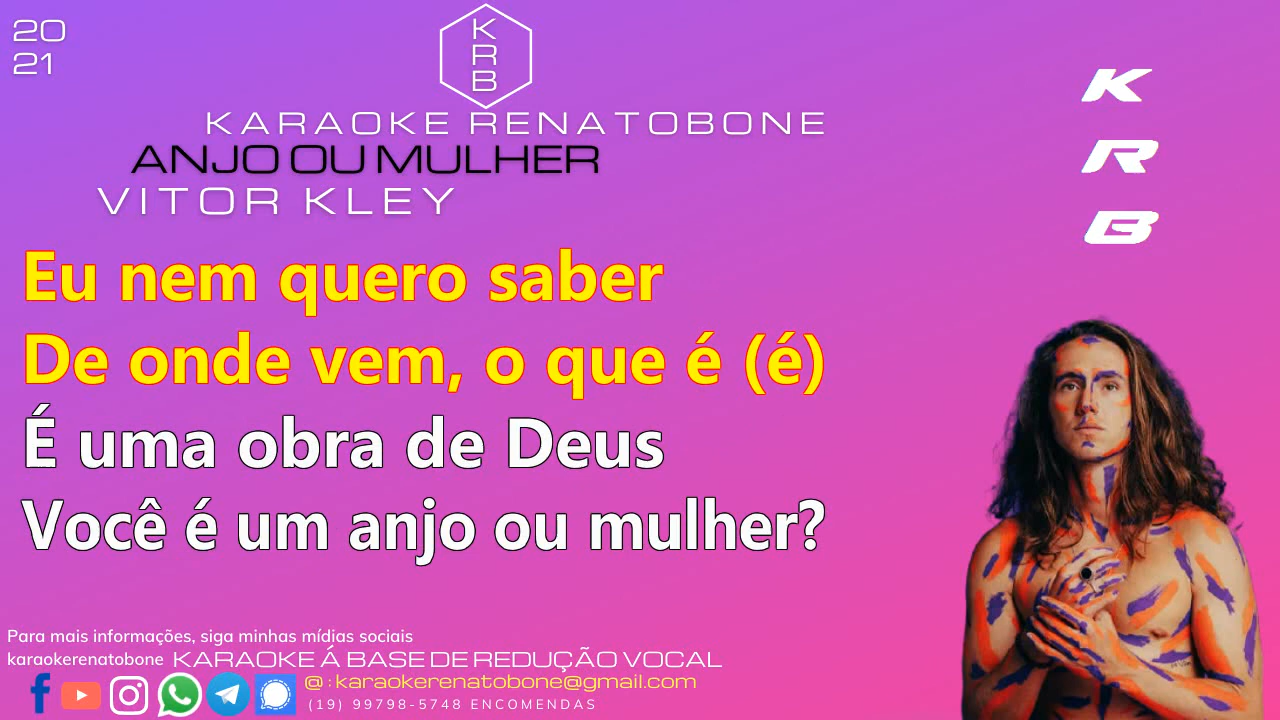 20
21
K
R
B
KARAOKE RENATOBONE
ANJO OU MULHER
VITOR KLEY
K
R
B
Eu nem quero saber
De onde vem, o que é (é)
É uma obra de Deus
Você é um anjo ou mulher?
Para mais informações, siga minhas mídias sociais
karaokerenatobone KARAOKE Á BASE DE REDUÇÃO VOCAL
@ : karaokerenatobone@gmail.com
(19) 99798-5748 ENCOMENDAS